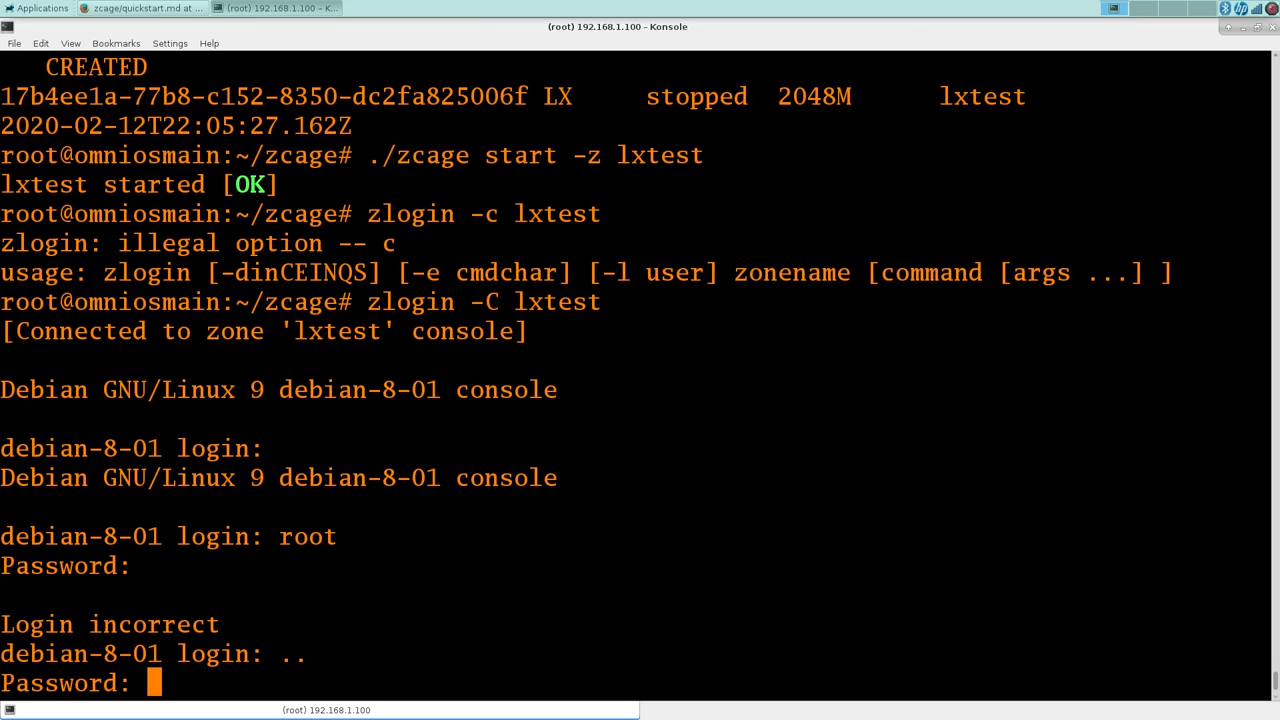 Applications zcage/quickstart.md at ... (root) 192.168.1.100 – K...
(root) 192.168.1.100 – Konsole
File Edit View Bookmarks Settings Help
CREATED
17b4ee1a-77b8-c152-8350-dc2fa825006f LX stopped 2048M lxtest
2020-02-12T22:05:27.162Z
root@omniosmain:~/zcage# ./zcage start -z lxtest
lxtest started [OK]
root@omniosmain:~/zcage# zlogin -c lxtest
zlogin: illegal option -- c
usage: zlogin [-dinCEINQS] [-e cmdchar] [-l user] zonename [command [args ...] ]
root@omniosmain:~/zcage# zlogin -C lxtest
[Connected to zone 'lxtest' console]
Debian GNU/Linux 9 debian-8-01 console
debian-8-01 login:
Debian GNU/Linux 9 debian-8-01 console
debian-8-01 login: root
Password:
Login incorrect
debian-8-01 login: ..
Password:
(root) 192.168.1.100